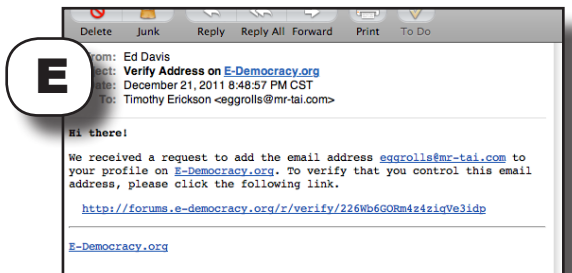 Delete Junk Reply Reply All Forward Print To Do
E
From: Ed Davis
Subject: Verify Address on E-Democracy.org
Date: December 21, 2011 8:48:57 PM CST
To: Timothy Erickson <eggrolls@mr-tai.com>
Hi there!
We received a request to add the email address eggrolls@mr-tai.com to
your profile on E-Democracy.org. To verify that you control this email
address, please click the following link.
http://forums.e-democracy.org/r/verify/226Wb6GORm4z4ziqVe3idp
E-Democracy.org